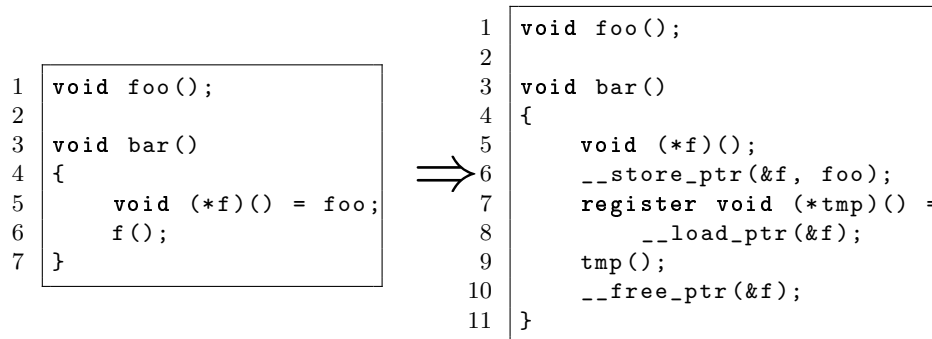 1 void foo();
2
3 void bar()
4 {
5     void (*f)() = foo;
6     f();
7 }
⇒
1 void foo();
2
3 void bar()
4 {
5     void (*f)();
6     __store_ptr(&f, foo);
7     register void (*tmp)() =
8         __load_ptr(&f);
9     tmp();
10     __free_ptr(&f);
11 }